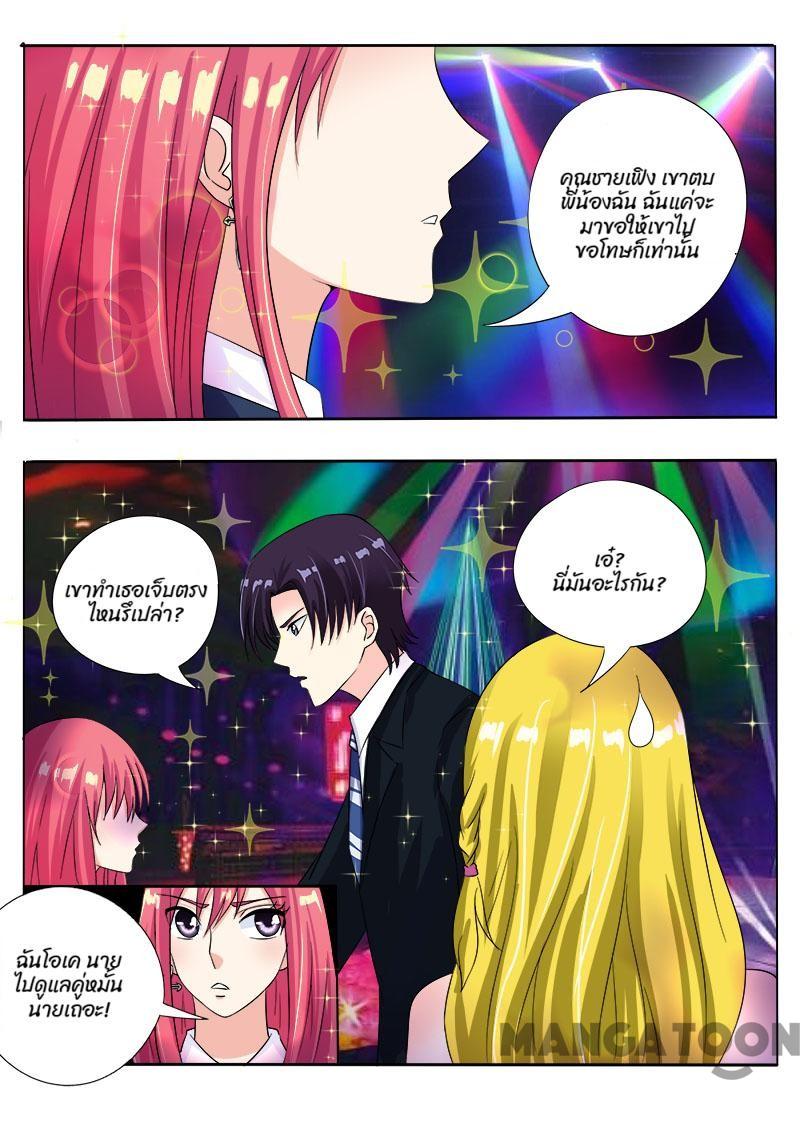 คุณชายเฟิง เขาตบ
พี่น้องฉัน ฉันแค่จะ
มาขอให้เขาไป
ขอโทษก็เท่านั้น
เขาทำเธอเจ็บตรง
ไหนรึเปล่า?
เอ๋?
นี่มันอะไรกัน?
ฉันโอเค นาย
ไปดูแลคู่หมั้น
นายเถอะ!
MANGATOON